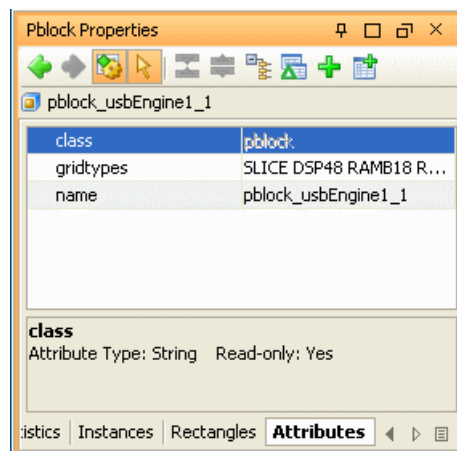 Pblock Properties
pblock_usbEngine1_1
class pblock
gridtypes SLICE DSP48 RAMB18 R...
name pblock_usbEngine1_1
class
Attribute Type: String Read-only: Yes
istics Instances Rectangles Attributes